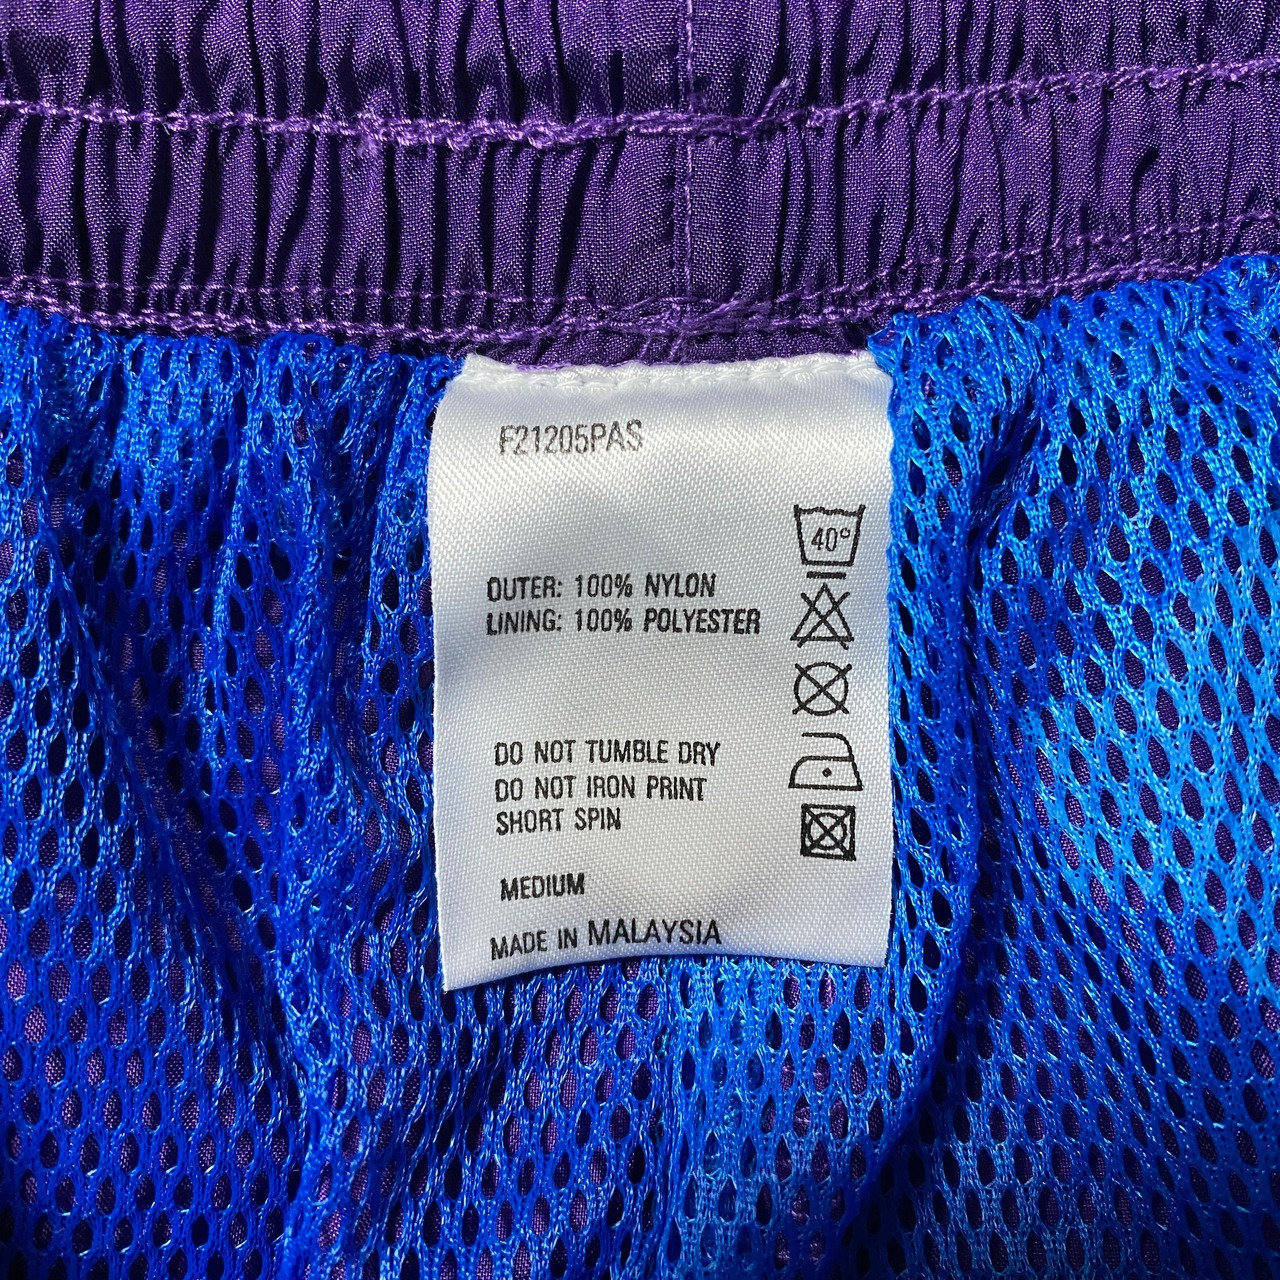 F21205PAS
40°
OUTER: 100% NYLON
LINING: 100% POLYESTER
DO NOT TUMBLE DRY
DO NOT IRON PRINT
SHORT SPIN
MEDIUM
MADE IN MALAYSIA